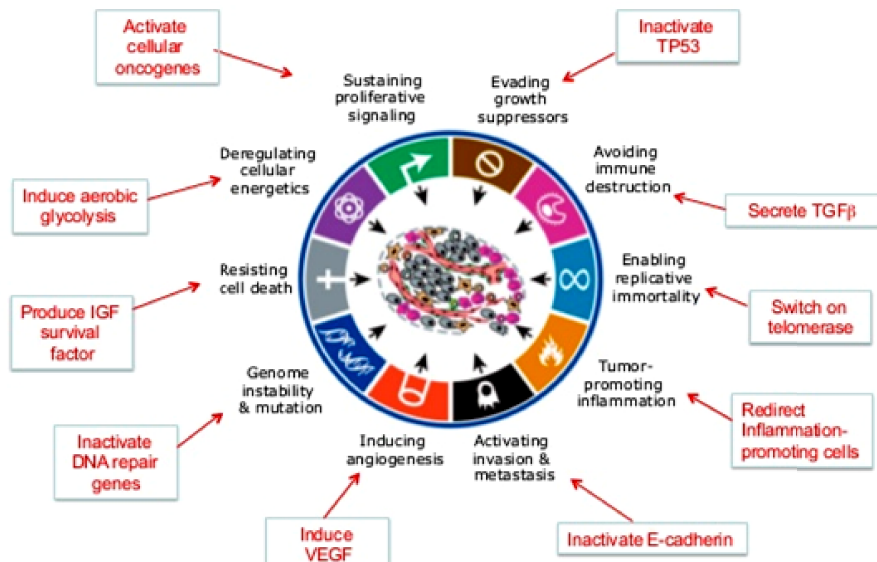 Activate
cellular
oncogenes
Inactivate
TP53
Sustaining
proliferative
signaling
Evading
growth
suppressors
Deregulating
cellular
energetics
Avoiding
immune
destruction
Induce aerobic
glycolysis
Secrete TGFβ
Resisting
cell death
Enabling
replicative
immortality
Produce IGF
survival
factor
Switch on
telomerase
Genome
instability
& mutation
Tumor-
promoting
inflammation
Inactivate
DNA repair
genes
Redirect
Inflammation-
promoting cells
Inducing
angiogenesis
Activating
invasion &
metastasis
Induce
VEGF
Inactivate E-cadherin